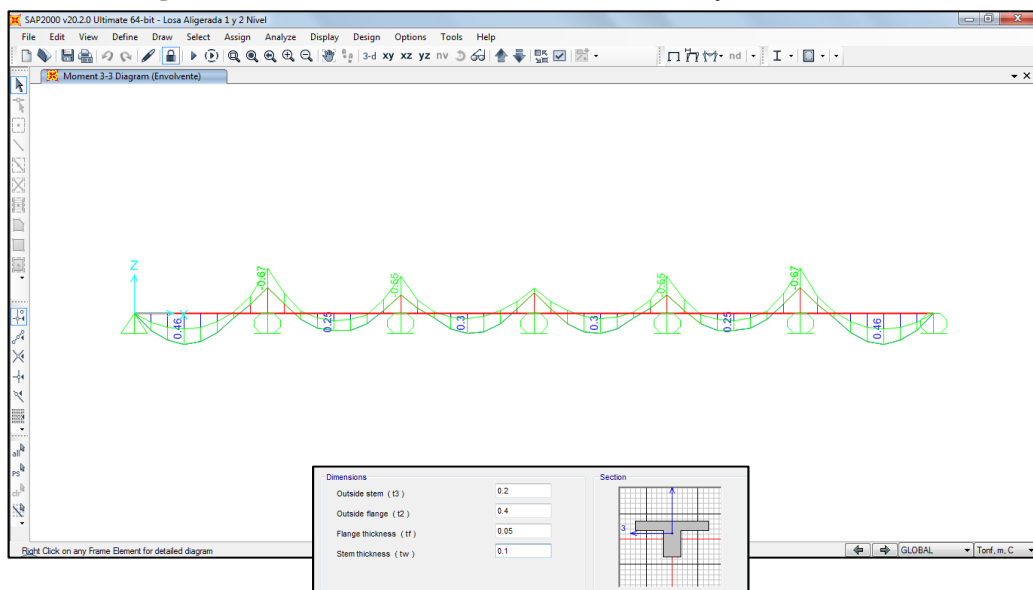 SAP2000 v20.2.0 Ultimate 64-bit - Losa Aligerada 1 y 2 Nivel
File Edit View Define Draw Select Assign Analyze Display Design Options Tools Help
3-d xy xz yz nv nd
Moment 3-3 Diagram (Envolvente)
Z
-0.67 -0.65 -0.65 -0.67
X
0.46 0.25 0.3 0.3 0.25 0.46
all
PS
clr
Dimensions
Outside stem ( t3 ) 0.2
Outside flange ( t2 ) 0.4
Flange thickness ( tf ) 0.05
Stem thickness ( tw ) 0.1
Section
3
Right Click on any Frame Element for detailed diagram
GLOBAL Tonf, m, C